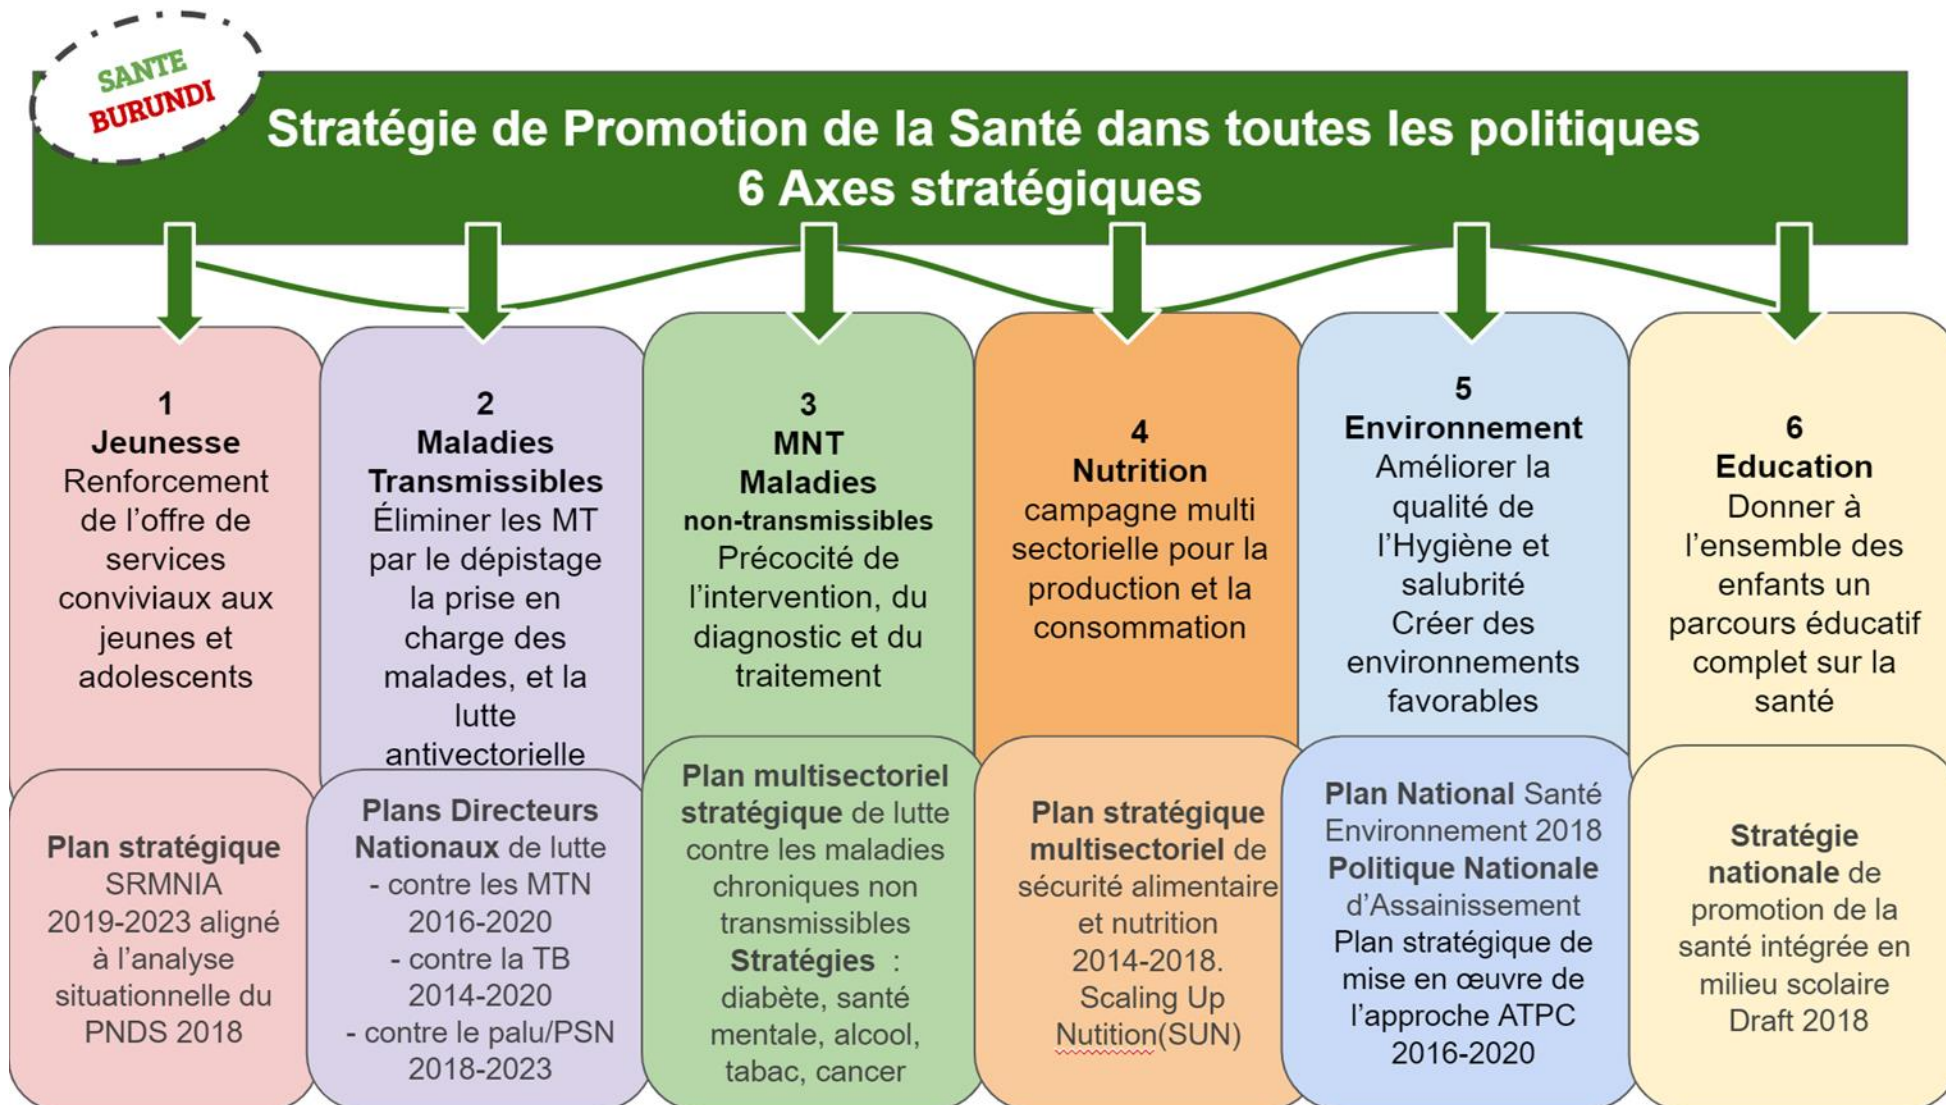 SANTE
BURUNDI
Stratégie de Promotion de la Santé dans toutes les politiques
6 Axes stratégiques
1
Jeunesse
Renforcement
de l’offre de
services
conviviaux aux
jeunes et
adolescents
Plan stratégique
SRMNIA
2019-2023 aligné
à l’analyse
situationnelle du
PNDS 2018
2
Maladies
Transmissibles
Éliminer les MT
par le dépistage
la prise en
charge des
malades, et la
lutte
antivectorielle
Plans Directeurs
Nationaux de lutte
- contre les MTN
2016-2020
- contre la TB
2014-2020
- contre le palu/PSN
2018-2023
3
MNT
Maladies
non-transmissibles
Précocité de
l’intervention, du
diagnostic et du
traitement
Plan multisectoriel
stratégique de lutte
contre les maladies
chroniques non
transmissibles
Stratégies :
diabète, santé
mentale, alcool,
tabac, cancer
4
Nutrition
campagne multi
sectorielle pour la
production et la
consommation
Plan stratégique
multisectoriel de
sécurité alimentaire
et nutrition
2014-2018.
Scaling Up
Nutition(SUN)
5
Environnement
Améliorer la
qualité de
l’Hygiène et
salubrité
Créer des
environnements
favorables
Plan National Santé
Environnement 2018
Politique Nationale
d’Assainissement
Plan stratégique de
mise en œuvre de
l’approche ATPC
2016-2020
6
Education
Donner à
l’ensemble des
enfants un
parcours éducatif
complet sur la
santé
Stratégie
nationale de
promotion de la
santé intégrée en
milieu scolaire
Draft 2018